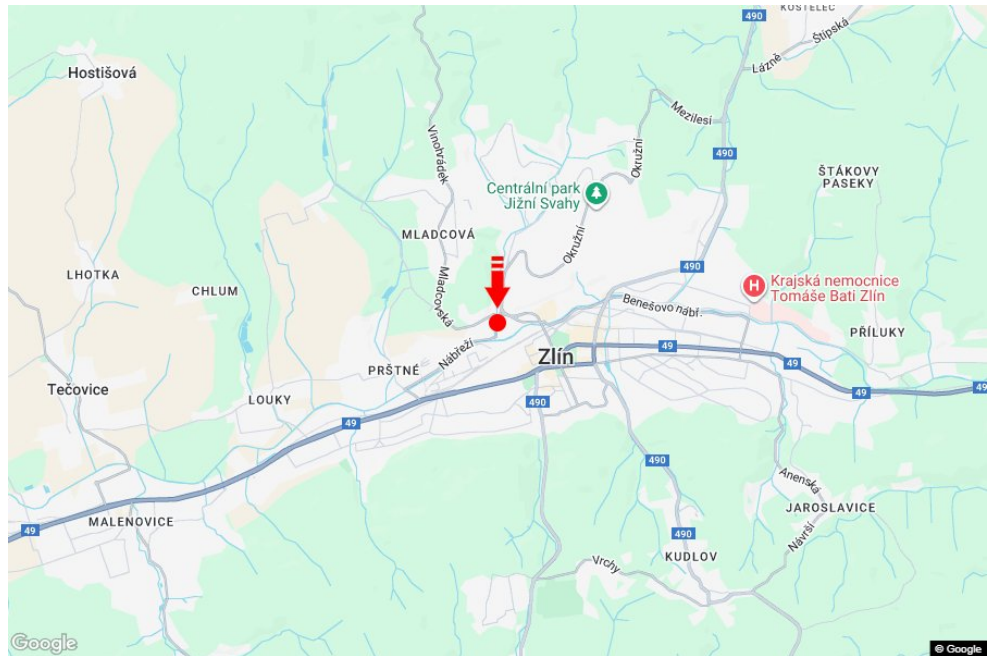 KOSTELEC
Štípská
490
Hostišová
Lázně
Mezilesí
Vinohrádek
490
Okružní
ŠTÁKOVY
PASEKY
Centrální park
Jižní Svahy
MLADCOVÁ
Okružní
LHOTKA
490
CHLUM
Mladcovská
Krajská nemocnice
Tomáše Bati Zlín
H
Benešovo nábř.
PŘÍLUKY
Nábřeží
Zlín
49
PRŠTNÉ
49
Tečovice
49
LOUKY
490
49
490
Anenská
MALENOVICE
JAROSLAVICE
49
Návrší
490
KUDLOV
Vrchy
Google
© Google